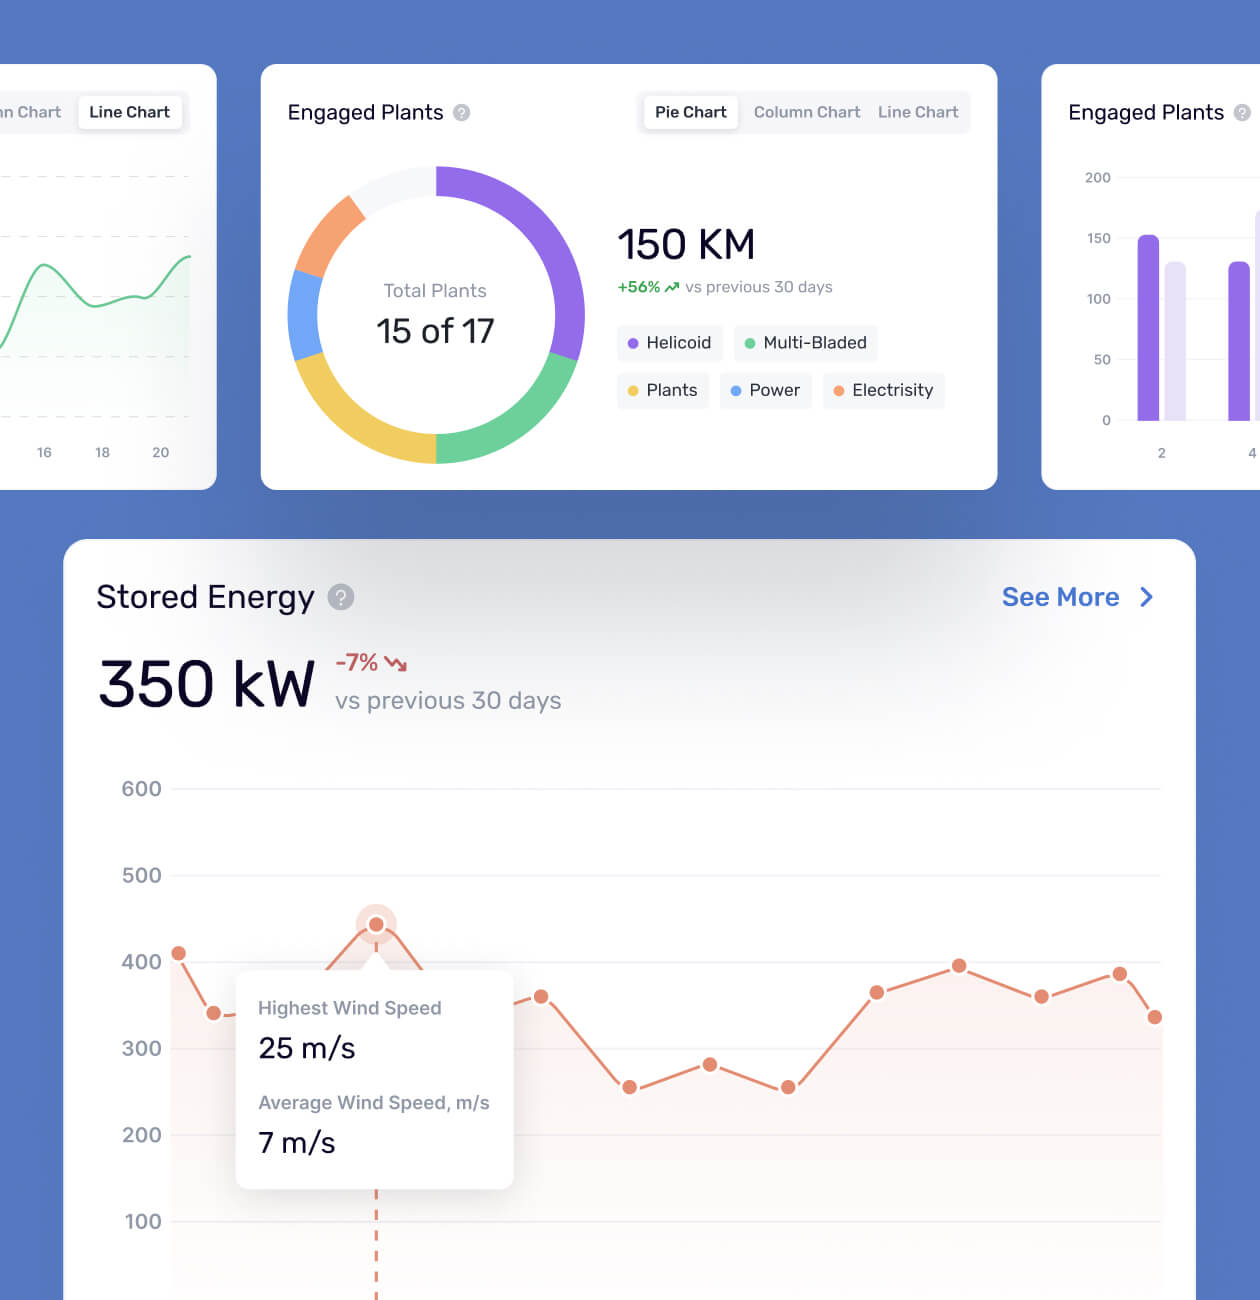 n Chart
Line Chart
16
18
20
Engaged Plants ?
Pie Chart
Column Chart
Line Chart
Total Plants
15 of 17
150 KM
+56% vs previous 30 days
Helicoid
Multi-Bladed
Plants
Power
Electrisity
Engaged Plants ?
200
150
100
50
0
2
4
Stored Energy ?
See More
350 kW
-7%
vs previous 30 days
600
500
400
300
200
100
Highest Wind Speed
25 m/s
Average Wind Speed, m/s
7 m/s